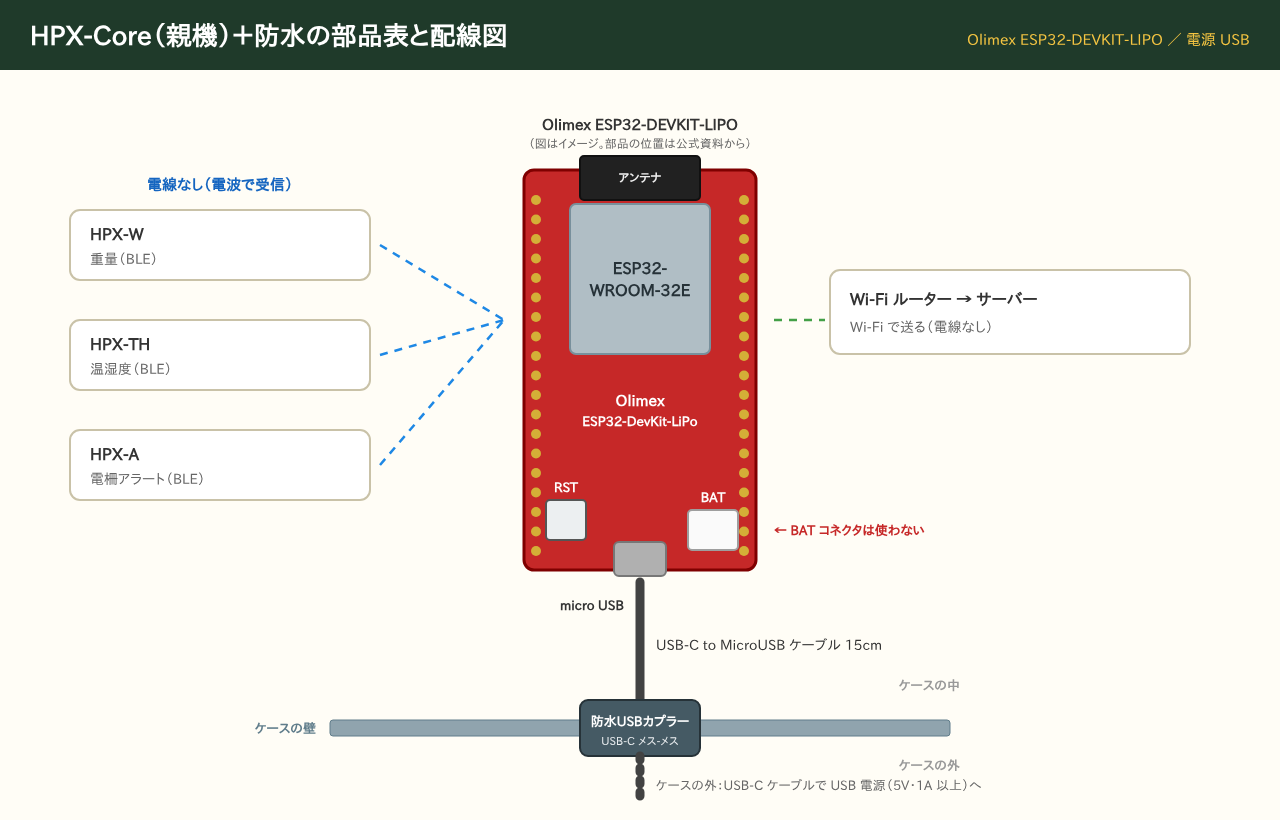 HPX-Core（親機）＋防水の部品表と配線図
Olimex ESP32-DEVKIT-LIPO ／ 電源 USB
Olimex ESP32-DEVKIT-LIPO
（図はイメージ。部品の位置は公式資料から）
アンテナ
電線なし（電波で受信）
HPX-W
重量（BLE）
HPX-TH
温湿度（BLE）
HPX-A
電柵アラート（BLE）
ESP32-
WROOM-32E
Olimex
ESP32-DevKit-LiPo
RST
BAT
Wi-Fi ルーター → サーバー
Wi-Fi で送る（電線なし）
← BAT コネクタは使わない
micro USB
USB-C to MicroUSB ケーブル 15cm
ケースの中
ケースの壁
防水USBカプラー
USB-C メス-メス
ケースの外
ケースの外：USB-C ケーブルで USB 電源（5V・1A 以上）へ